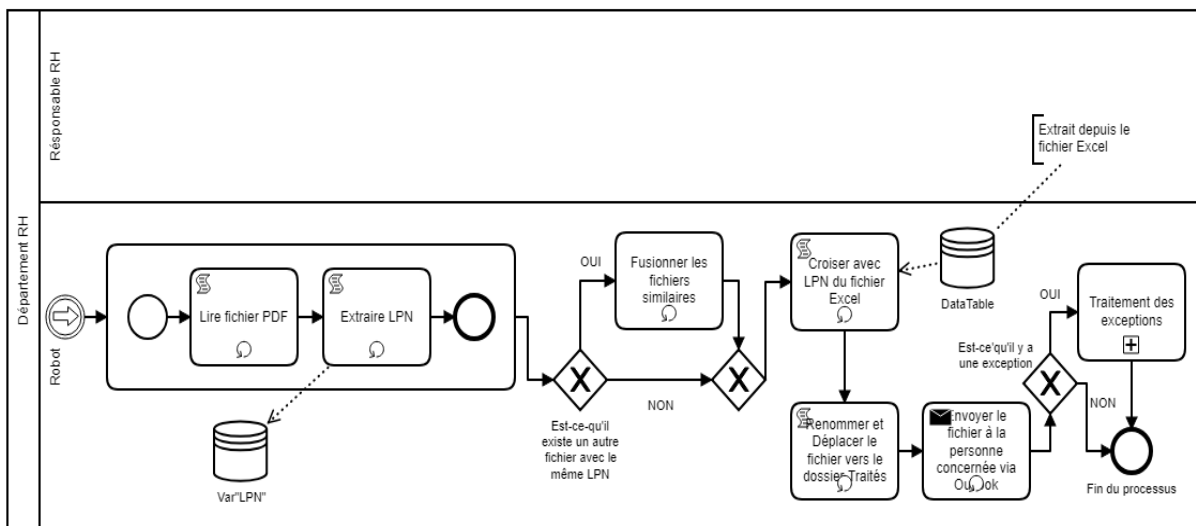 Département RH
Résponsable RH
Extrait depuis le
fichier Excel
Robot
Lire fichier PDF
Extraire LPN
Var"LPN"
OUI
Fusionner les
fichiers
similaires
NON
Est-ce-qu'il
existe un autre
fichier avec le
même LPN
Croiser avec
LPN du fichier
Excel
DataTable
Renommer et
Déplacer le
fichier vers le
dossier Traités
Envoyer le
fichier à la
personne
concernée via
Outlook
Est-ce'qu'il y a
une exception
OUI
Traitement des
exceptions
NON
Fin du processus